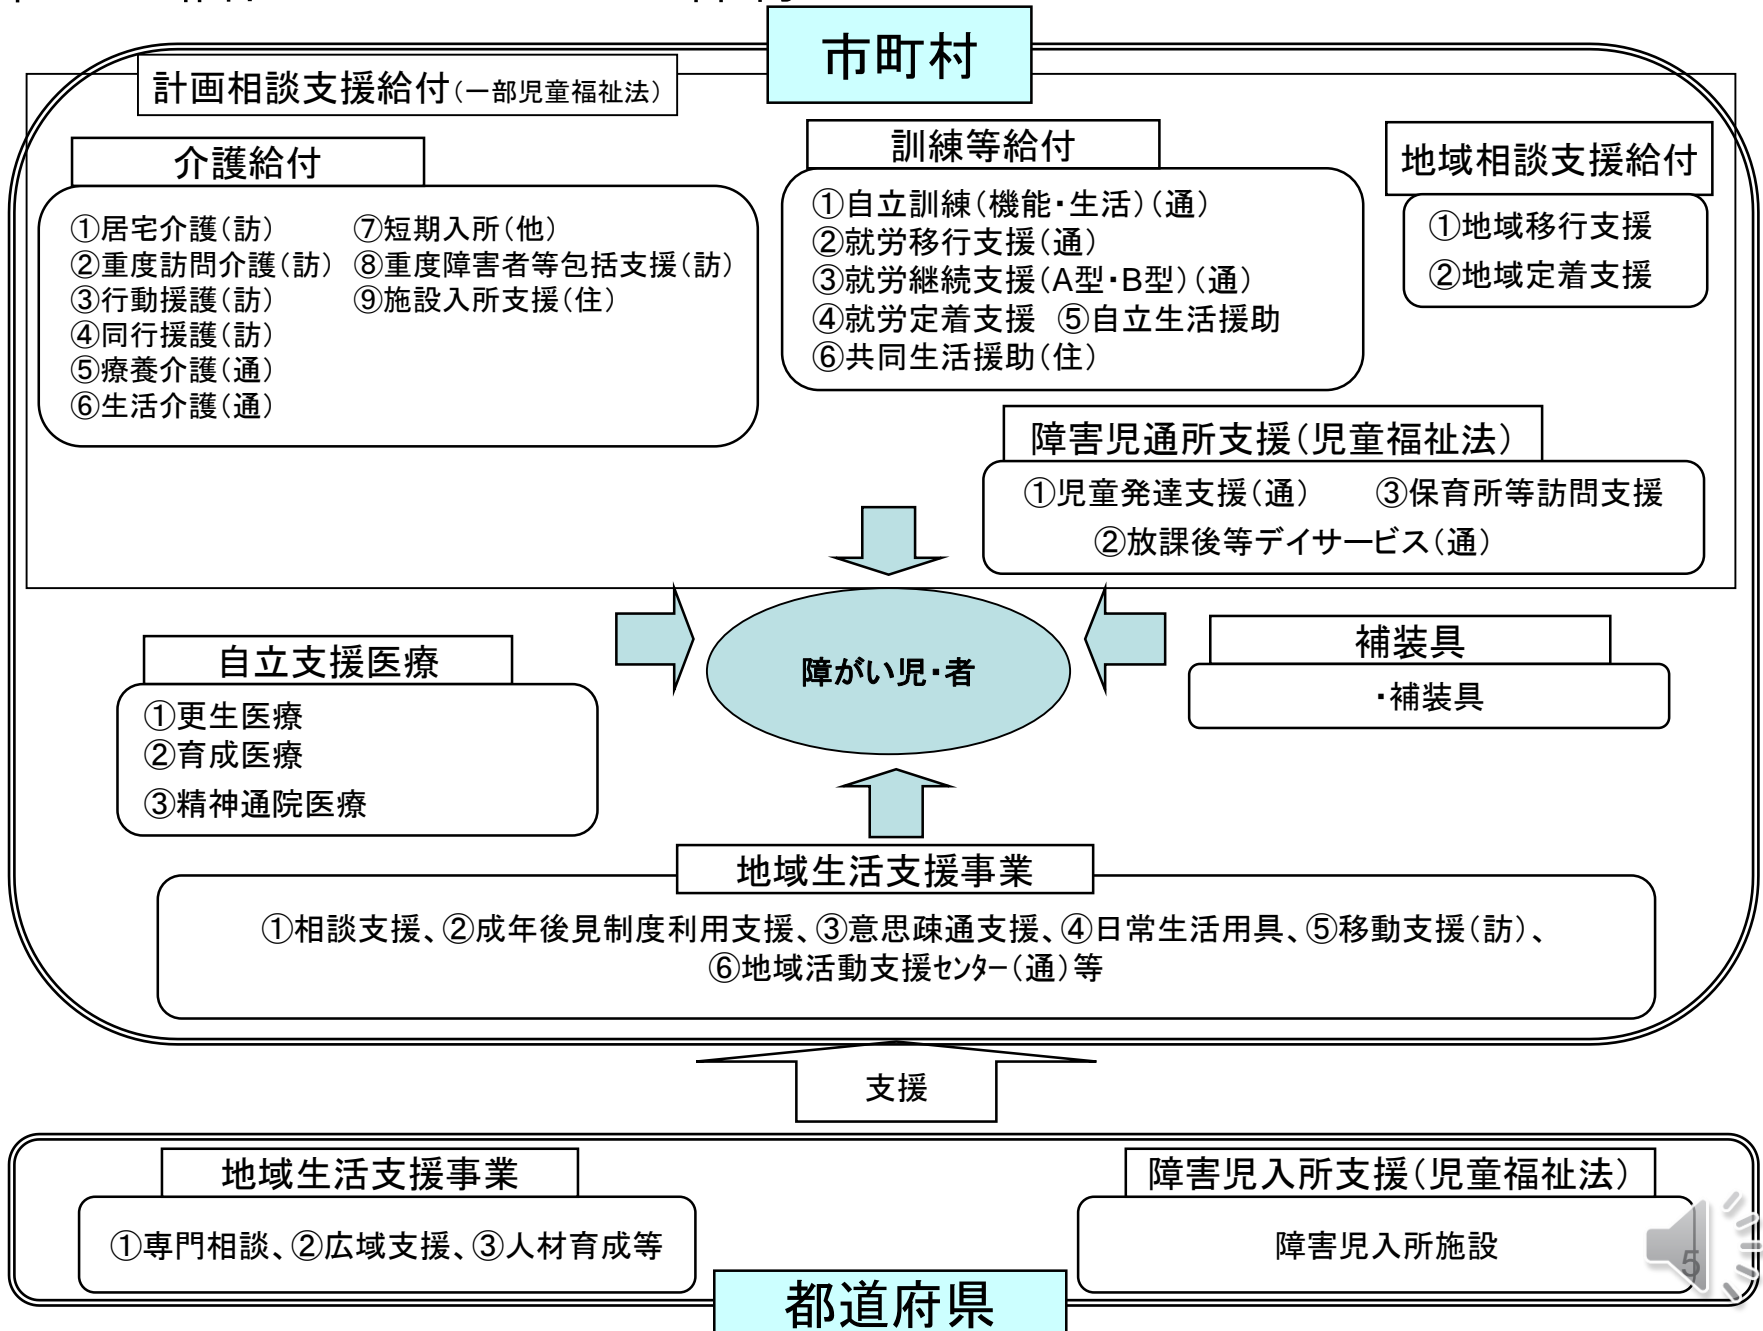 市町村
計画相談支援給付(一部児童福祉法)
介護給付
①居宅介護(訪)
②重度訪問介護(訪)
③行動援護(訪)
④同行援護(訪)
⑤療養介護(通)
⑥生活介護(通)
⑦短期入所(他)
⑧重度障害者等包括支援(訪)
⑨施設入所支援(住)
訓練等給付
①自立訓練(機能・生活)(通)
②就労移行支援(通)
③就労継続支援(A型・B型)(通)
④就労定着支援 ⑤自立生活援助
⑥共同生活援助(住)
地域相談支援給付
①地域移行支援
②地域定着支援
障害児通所支援(児童福祉法)
①児童発達支援(通) ③保育所等訪問支援
②放課後等デイサービス(通)
障がい児・者
自立支援医療
①更生医療
②育成医療
③精神通院医療
補装具
・補装具
地域生活支援事業
①相談支援、②成年後見制度利用支援、③意思疎通支援、④日常生活用具、⑤移動支援(訪)、
⑥地域活動支援ｾﾝﾀｰ(通)等
支援
地域生活支援事業
①専門相談、②広域支援、③人材育成等
障害児入所支援(児童福祉法)
障害児入所施設
5
都道府県